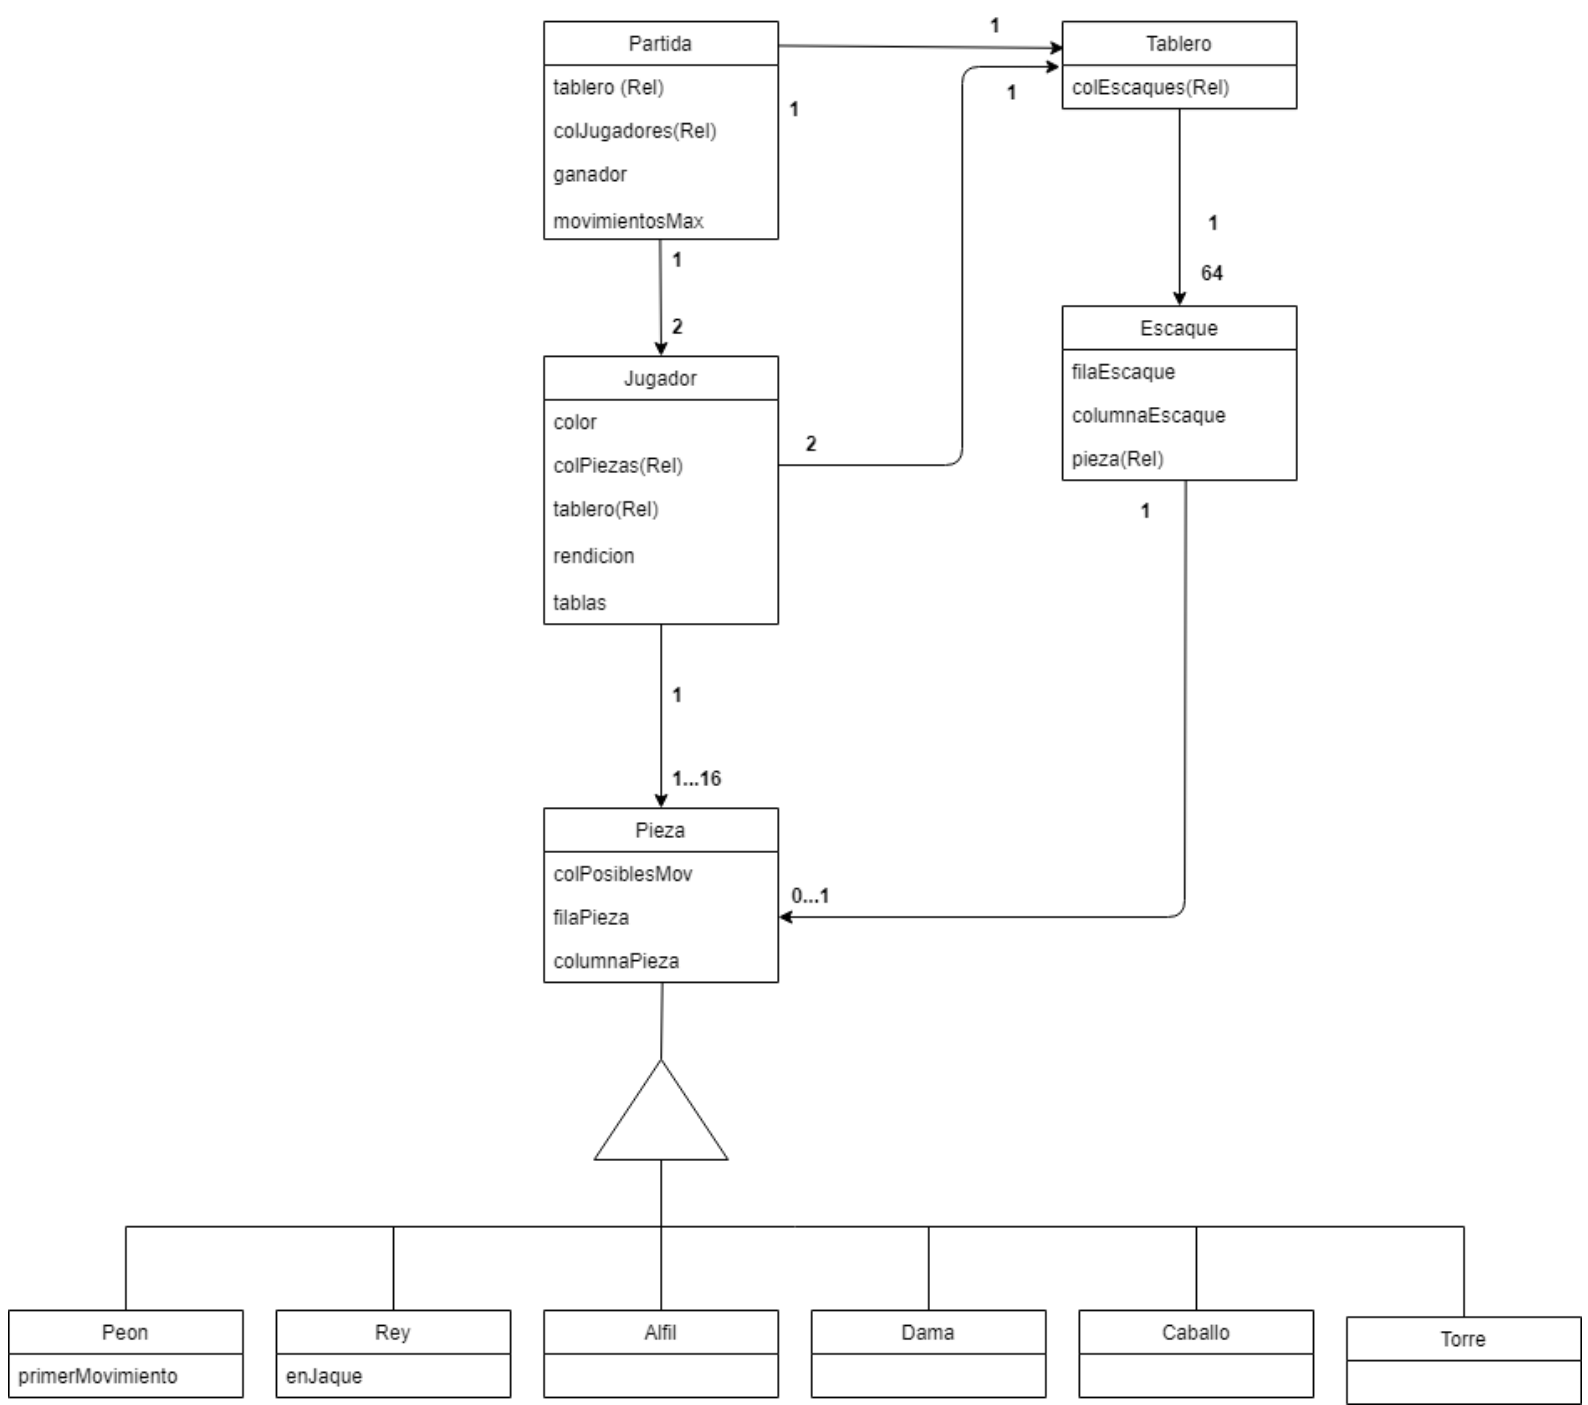 Partida
tablero (Rel)
colJugadores(Rel)
ganador
movimientosMax
1
1
Tablero
colEscaques(Rel)
1
1
2
1
64
Jugador
color
colPiezas(Rel)
tablero(Rel)
rendicion
tablas
2
Escaque
filaEscaque
columnaEscaque
pieza(Rel)
1
1
1...16
Pieza
colPosiblesMov
filaPieza
columnaPieza
0...1
Peon
primerMovimiento
Rey
enJaque
Alfil
Dama
Caballo
Torre